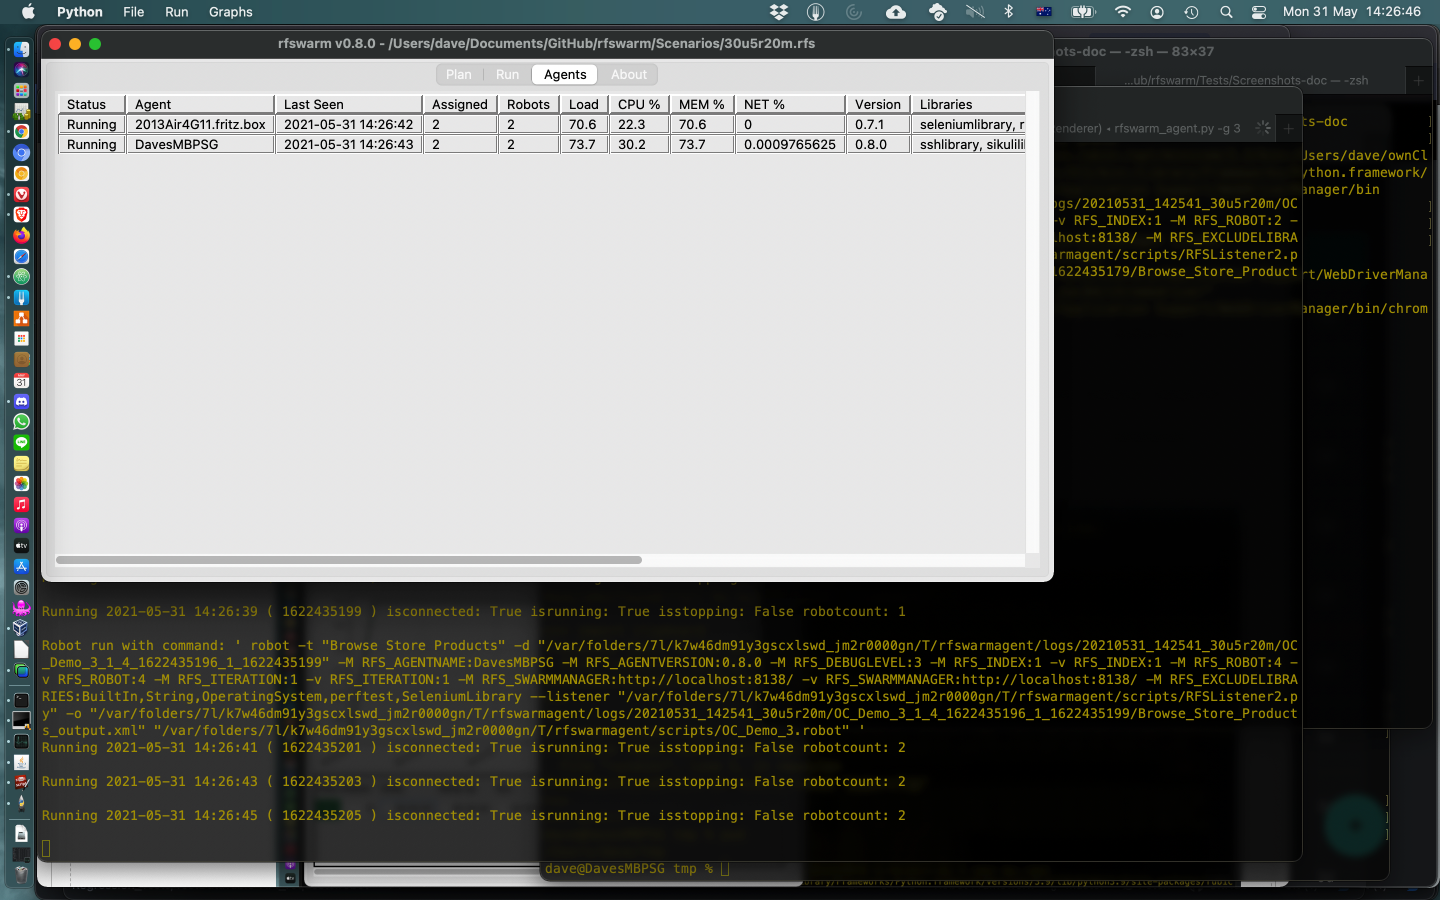 Python File Run Graphs Mon 31 May 14:26:46
rfswarm v0.8.0 - /Users/dave/Documents/GitHub/rfswarm/Scenarios/30u5r20m.rfs
ots-doc — -zsh — 83×37
Plan Run Agents About
...ub/rfswarm/Tests/Screenshots-doc — -zsh
Status Agent Last Seen Assigned Robots Load CPU % MEM % NET % Version Libraries
Running 2013Air4G11.fritz.box 2021-05-31 14:26:42 2 2 70.6 22.3 70.6 0 0.7.1 seleniumlibrary, r
Running DavesMBPSG 2021-05-31 14:26:43 2 2 73.7 30.2 73.7 0.0009765625 0.8.0 sshlibrary, sikulili
ts-doc
enderer) • rfswarm_agent.py -g 3
Jsers/dave/ownCl
ython.framework/
anager/bin
ogs/20210531_142541_30u5r20m/OC
-v RFS_INDEX:1 -M RFS_ROBOT:2 -
lhost:8138/ -M RFS_EXCLUDELIBRA
armagent/scripts/RFSListener2.p
1622435179/Browse_Store_Product
rt/WebDriverMana
anager/bin/chrom
Running 2021-05-31 14:26:39 ( 1622435199 ) isconnected: True isrunning: True isstopping: False robotcount: 1
Robot run with command: ' robot -t "Browse Store Products" -d "/var/folders/7l/k7w46dm91y3gscxlswd_jm2r0000gn/T/rfswarmagent/logs/20210531_142541_30u5r20m/OC
_Demo_3_1_4_1622435196_1_1622435199" -M RFS_AGENTNAME:DavesMBPSG -M RFS_AGENTVERSION:0.8.0 -M RFS_DEBUGLEVEL:3 -M RFS_INDEX:1 -v RFS_INDEX:1 -M RFS_ROBOT:4 -
v RFS_ROBOT:4 -M RFS_ITERATION:1 -v RFS_ITERATION:1 -M RFS_SWARMMANAGER:http://localhost:8138/ -v RFS_SWARMMANAGER:http://localhost:8138/ -M RFS_EXCLUDELIBRA
RIES:BuiltIn,String,OperatingSystem,perftest,SeleniumLibrary --listener "/var/folders/7l/k7w46dm91y3gscxlswd_jm2r0000gn/T/rfswarmagent/scripts/RFSListener2.p
y" -o "/var/folders/7l/k7w46dm91y3gscxlswd_jm2r0000gn/T/rfswarmagent/logs/20210531_142541_30u5r20m/OC_Demo_3_1_4_1622435196_1_1622435199/Browse_Store_Product
s_output.xml" "/var/folders/7l/k7w46dm91y3gscxlswd_jm2r0000gn/T/rfswarmagent/scripts/OC_Demo_3.robot" '
Running 2021-05-31 14:26:41 ( 1622435201 ) isconnected: True isrunning: True isstopping: False robotcount: 2
Running 2021-05-31 14:26:43 ( 1622435203 ) isconnected: True isrunning: True isstopping: False robotcount: 2
Running 2021-05-31 14:26:45 ( 1622435205 ) isconnected: True isrunning: True isstopping: False robotcount: 2
dave@DavesMBPSG tmp %